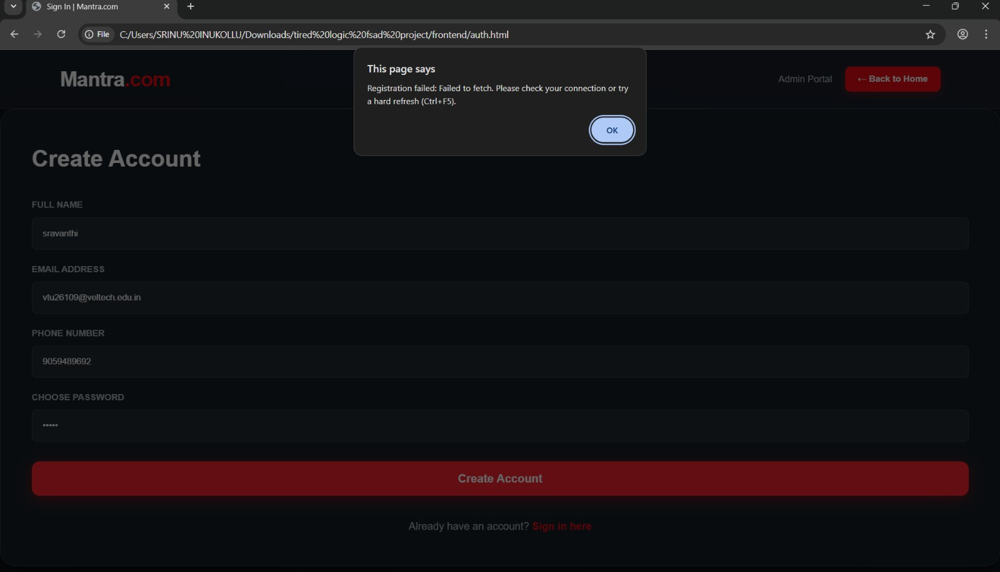 Sign In | Mantra.com
File
C:/Users/SRINU%20INUKOLLU/Downloads/tired%20logic%20fsad%20project/frontend/auth.html
This page says
Registration failed: Failed to fetch. Please check your connection or try
a hard refresh (Ctrl+F5).
OK
Mantra.com
Admin Portal
← Back to Home
Create Account
FULL NAME
sravanthi
EMAIL ADDRESS
vtu26109@veltech.edu.in
PHONE NUMBER
9059489692
CHOOSE PASSWORD
•••••
Create Account
Already have an account? Sign in here